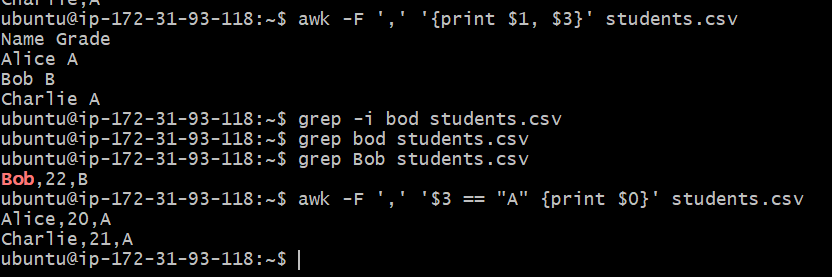 Charlie,A
ubuntu@ip-172-31-93-118:~$ awk -F ',' '{print $1, $3}' students.csv
Name Grade
Alice A
Bob B
Charlie A
ubuntu@ip-172-31-93-118:~$ grep -i bod students.csv
ubuntu@ip-172-31-93-118:~$ grep bod students.csv
ubuntu@ip-172-31-93-118:~$ grep Bob students.csv
Bob,22,B
ubuntu@ip-172-31-93-118:~$ awk -F ',' '$3 == "A" {print $0}' students.csv
Alice,20,A
Charlie,21,A
ubuntu@ip-172-31-93-118:~$